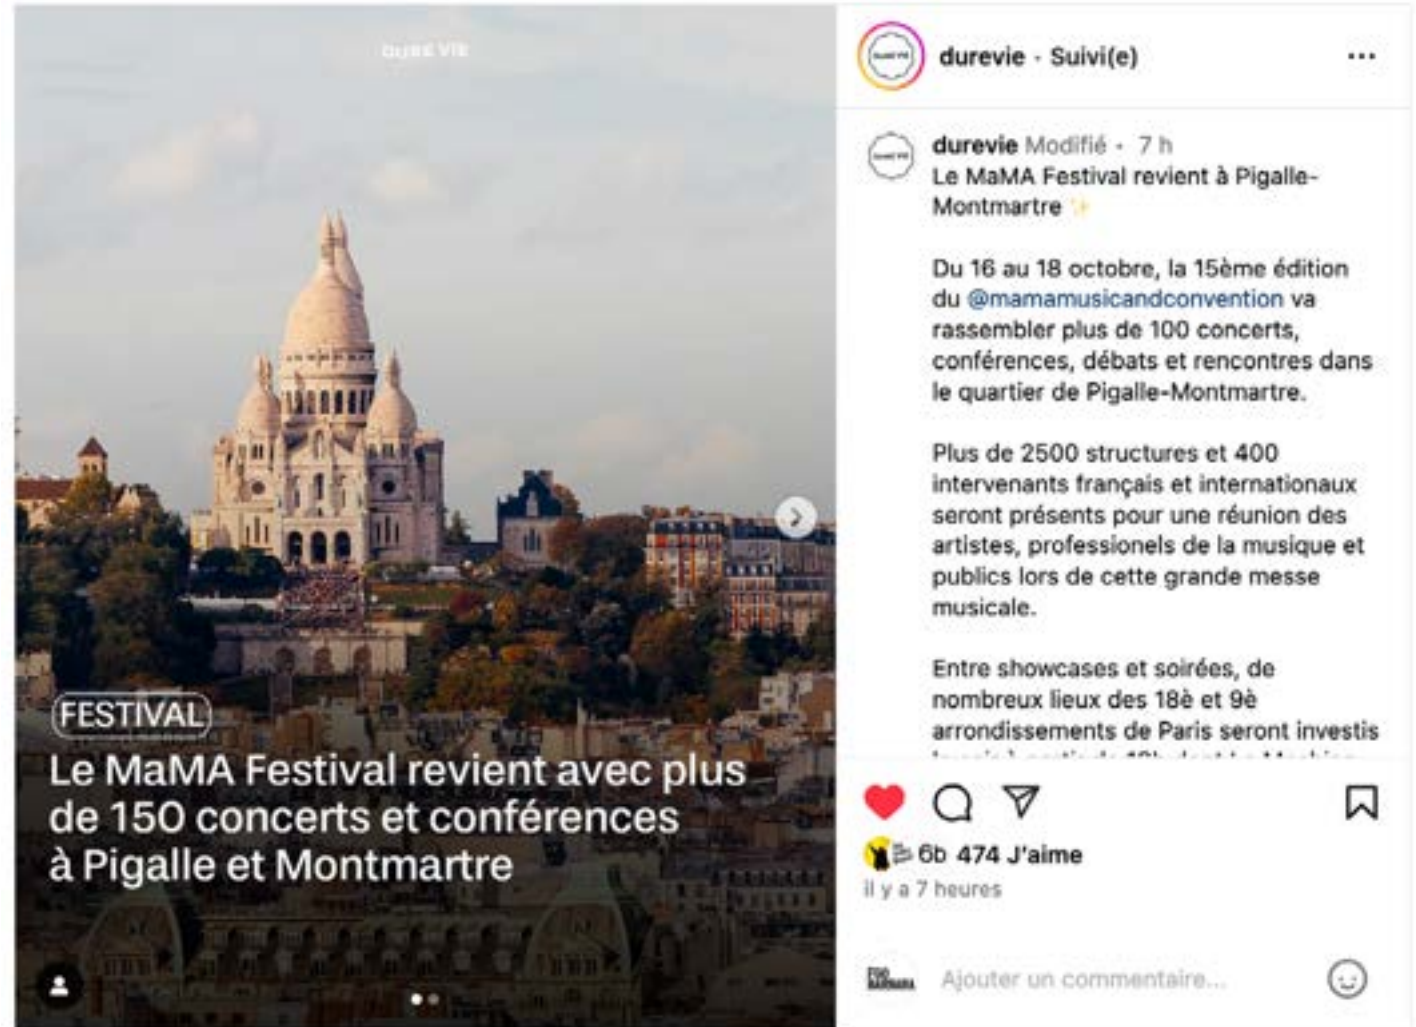 DURE VIE
FESTIVAL
Le MaMA Festival revient avec plus
de 150 concerts et conférences
à Pigalle et Montmartre
durevie • Suivi(e)
durevie Modifié • 7 h
Le MaMA Festival revient à Pigalle-
Montmartre ✨
Du 16 au 18 octobre, la 15ème édition
du @mamamusicandconvention va
rassembler plus de 100 concerts,
conférences, débats et rencontres dans
le quartier de Pigalle-Montmartre.
Plus de 2500 structures et 400
intervenants français et internationaux
seront présents pour une réunion des
artistes, professionels de la musique et
publics lors de cette grande messe
musicale.
Entre showcases et soirées, de
nombreux lieux des 18è et 9è
arrondissements de Paris seront investis
474 J'aime
il y a 7 heures
Ajouter un commentaire...